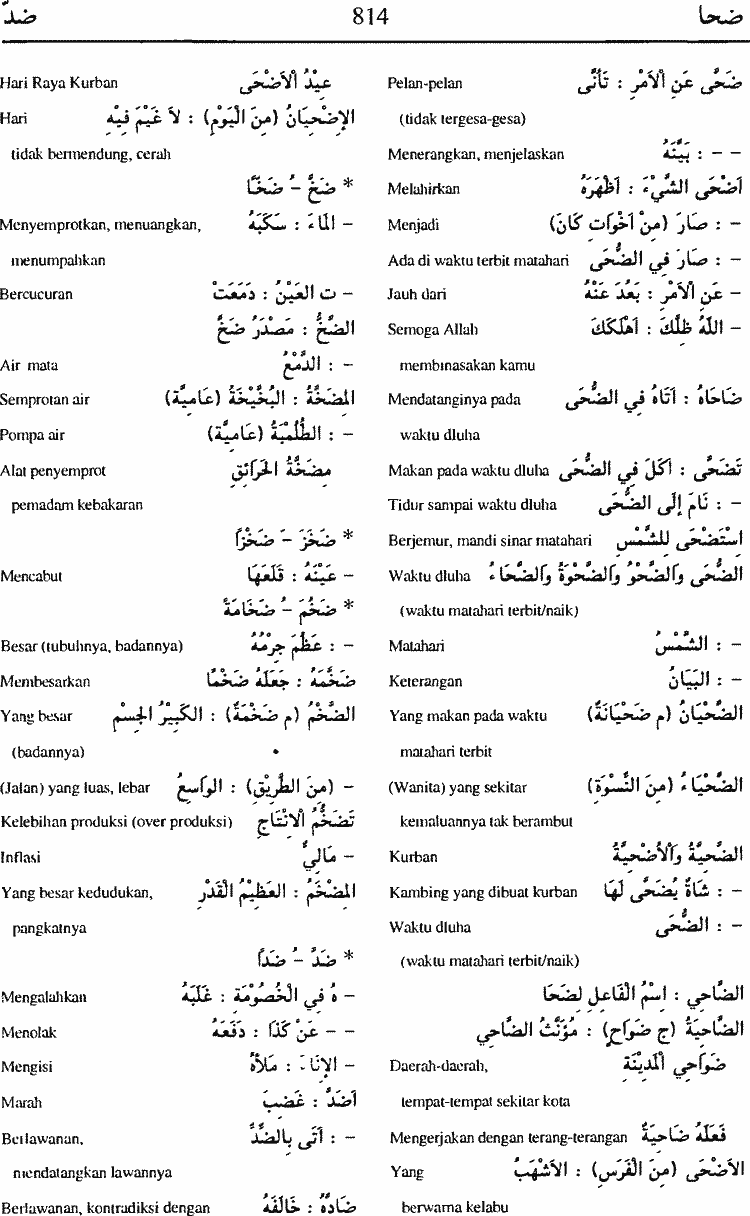 ضحا 814 ضدّ
ضَحَّى عَنِ الْاَمْرِ : تَأَنَّى Pelan-pelan
(tidak tergesa-gesa)
– – : بَيَّنَهُ Menerangkan, menjelaskan
اَضْحَى الشَّيْءَ : اَظْهَرَهُ Melahirkan
– : صَارَ (مِنْ اَخْوَاتِ كَانَ) Menjadi
– : صَارَ فِي الضُّحَى Ada di waktu terbit matahari
– عَنِ الْاَمْرِ : بَعُدَ عَنْهُ Jauh dari
– اللّٰهُ ظِلَّكَ : اَهْلَكَكَ Semoga Allah
membinasakan kamu
ضَاحَاهُ : اَتَاهُ فِي الضُّحَى Mendatanginya pada
waktu dluha
تَضَحَّى : اَكَلَ فِي الضُّحَى Makan pada waktu dluha
– : نَامَ إِلَى الضُّحَى Tidur sampai waktu dluha
اسْتَضْحَى لِلشَّمْسِ Berjemur, mandi sinar matahari
الضُّحَى وَالضَّحْوُ وَالضَّحْوَةُ وَالضَّحَاءُ Waktu dluha
(waktu matahari terbit/naik)
– : الشَّمْسُ Matahari
– : الْبَيَانُ Keterangan
الضَّحْيَانُ (م ضَحْيَانَةٌ) Yang makan pada waktu
matahari terbit
الضَّحْيَاءُ (مِنَ النِّسْوَةِ) (Wanita) yang sekitar
kemaluannya tak berambut
الضَّحِيَّةُ وَالْأُضْحِيَّةُ Kurban
– : شَاةٌ يُضَحَّى لَهَا Kambing yang dibuat kurban
– : الضُّحَى Waktu dluha
(waktu matahari terbit/naik)
الضَّاحِي : اِسْمُ الْفَاعِلِ لِضَحَا
الضَّاحِيَةُ (ج ضَوَاحٍ) : مُؤَنَّثُ الضَّاحِي
ضَوَاحِي الْمَدِيْنَةِ Daerah-daerah,
tempat-tempat sekitar kota
فَعَلَهُ ضَاحِيَةً Mengerjakan dengan terang-terangan
الْاَضْحَى (مِنَ الْفَرَسِ) : الْاَشْهَبُ Yang
berwarna kelabu
عِيْدُ الْاَضْحَى Hari Raya Kurban
الإِضْحِيَانُ (مِنَ الْيَوْمِ) : لاَ غَيْمَ فِيْهِ Hari
tidak bermendung, cerah
* ضَخَّ – ُ ضَخًّا
– الْمَاءَ : سَكَبَهُ Menyemprotkan, menuangkan,
menumpahkan
– تِ الْعَيْنُ : دَمَعَتْ Bercucuran
الضَّخُّ : مَصْدَرُ ضَخَّ
– : الدَّمْعُ Air mata
الْمِضَخَّةُ : الْبُخَّيْخَةُ (عَامِيَّة) Semprotan air
– : الطُّلُمْبَةُ (عَامِيَّة) Pompa air
مِضَخَّةُ الْحَرَائِقِ Alat penyemprot
pemadam kebakaran
* ضَخَزَ – َ ضَخْزًا
– عَيْنَهُ : قَلَعَهَا Mencabut
* ضَخُمَ – ُ ضَخَامَةً
– : عَظُمَ جِرْمُهُ Besar (tubuhnya, badannya)
ضَخَّمَهُ : جَعَلَهُ ضَخْمًا Membesarkan
الضَّخْمُ (م ضَخْمَةٌ) : الْكَبِيْرُ الْجِسْمِ Yang besar
(badannya)
– (مِنَ الطَّرِيْقِ) : الْوَاسِعُ (Jalan) yang luas, lebar
تَضَخُّمُ الْاِنْتَاجِ Kelebihan produksi (over produksi)
– مَالِيٌّ Inflasi
الْمِضْخَمُ : الْعَظِيْمُ الْقَدْرِ Yang besar kedudukan,
pangkatnya
* ضَدَّ – ُ ضَدًّا
– هُ فِي الْخُصُوْمَةِ : غَلَبَهُ Mengalahkan
– – عَنْ كَذَا : دَفَعَهُ Menolak
– الإِنَاءَ : مَلأَهُ Mengisi
اَضَدَّ : غَضِبَ Marah
– : اَتَى بِالضِّدِّ Berlawanan,
mendatangkan lawannya
ضَادَّهُ : خَالَفَهُ Berlawanan, kontradiksi dengan